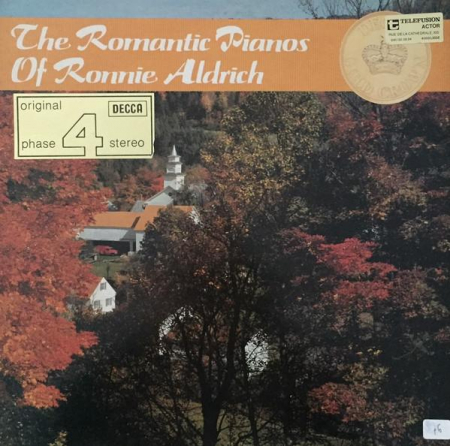 The Romantic Pianos
Of Ronnie Aldrich
TELEFUSION
ACTOR
original
DECCA
phase 4 stereo